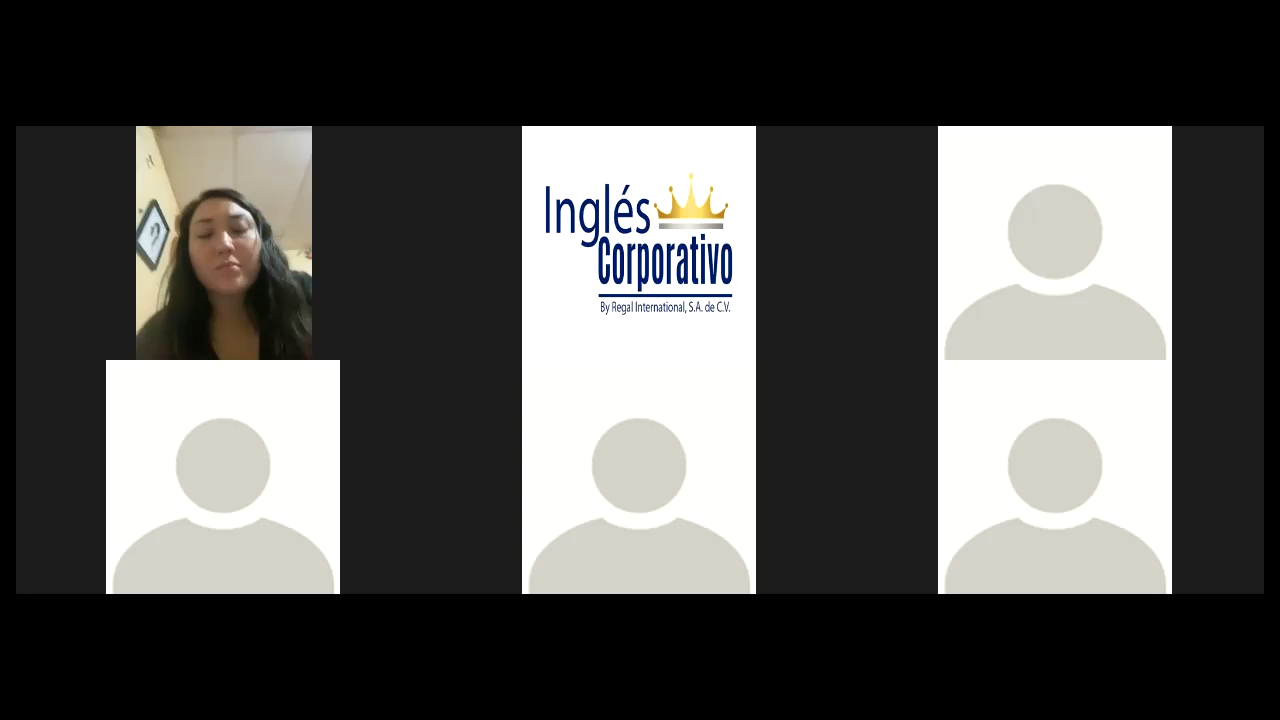 Inglés
Corporativo
By Regal International, S.A. de C.V.